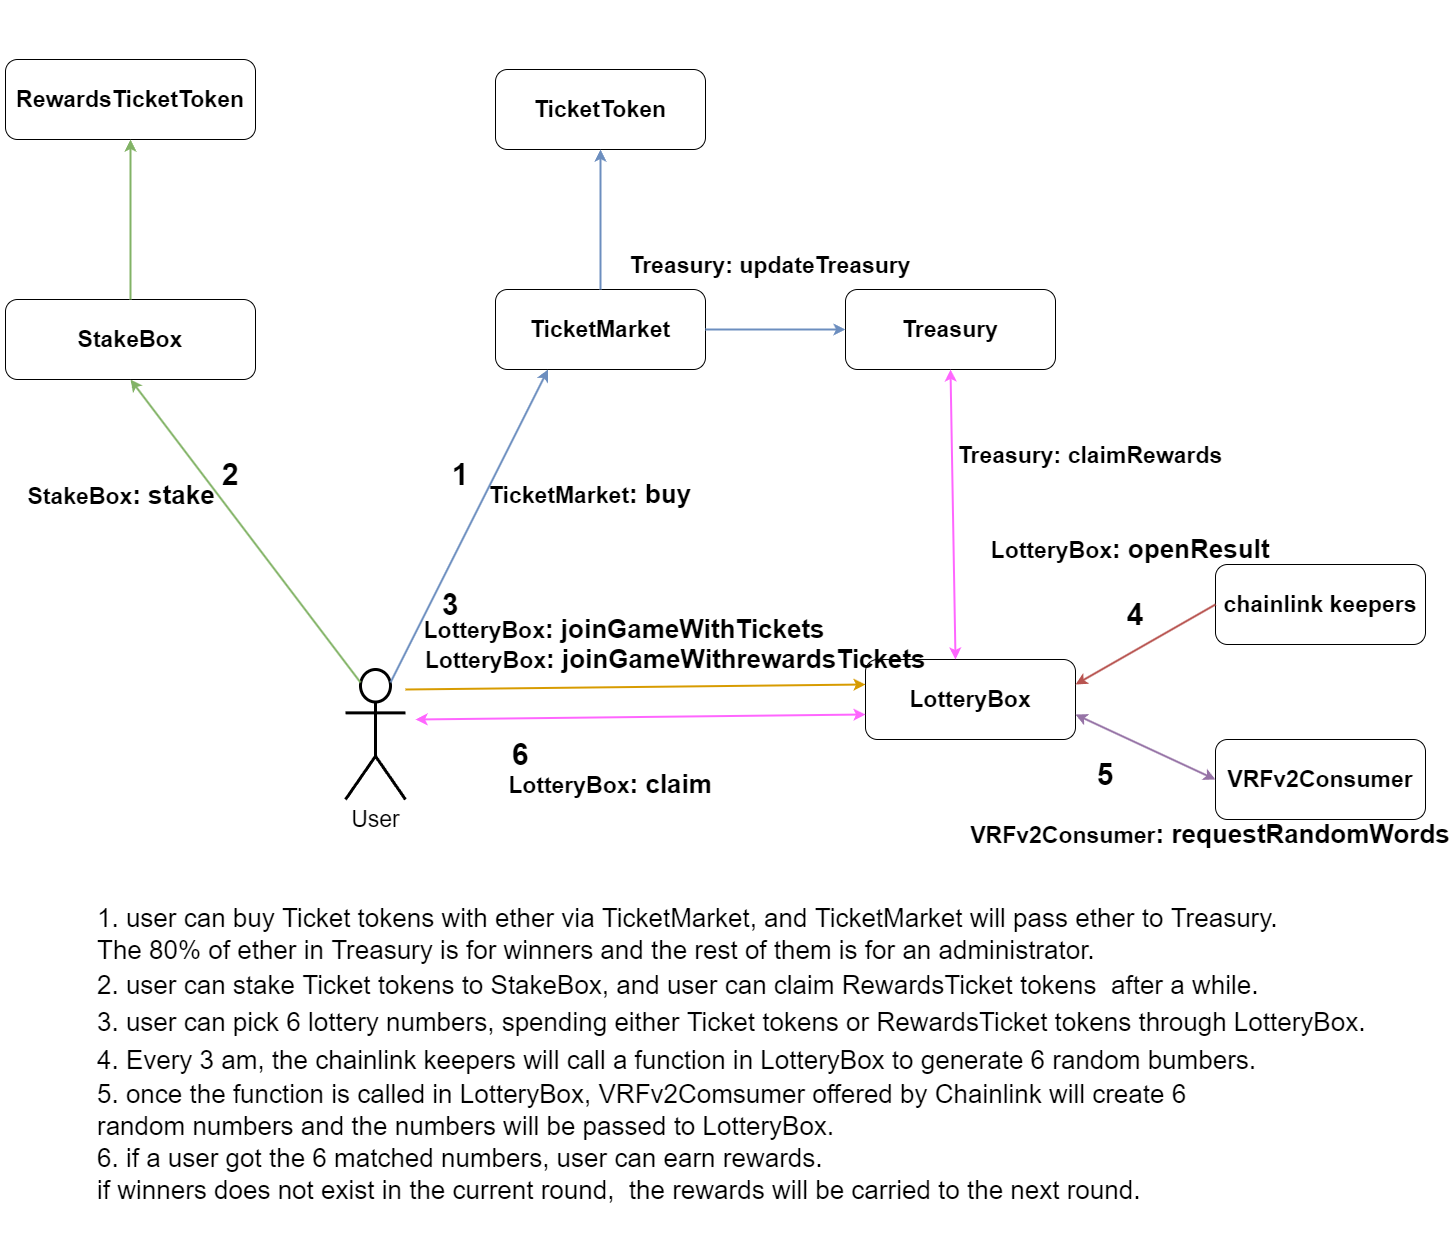 RewardsTicketToken
TicketToken
Treasury: updateTreasury
StakeBox
TicketMarket
Treasury
2
1
StakeBox: stake
TicketMarket: buy
Treasury: claimRewards
LotteryBox: openResult
chainlink keepers
3
4
LotteryBox: joinGameWithTickets
LotteryBox: joinGameWithrewardsTickets
LotteryBox
6
5
LotteryBox: claim
VRFv2Consumer
User
VRFv2Consumer: requestRandomWords
1. user can buy Ticket tokens with ether via TicketMarket, and TicketMarket will pass ether to Treasury.
The 80% of ether in Treasury is for winners and the rest of them is for an administrator.
2. user can stake Ticket tokens to StakeBox, and user can claim RewardsTicket tokens  after a while.
3. user can pick 6 lottery numbers, spending either Ticket tokens or RewardsTicket tokens through LotteryBox.
4. Every 3 am, the chainlink keepers will call a function in LotteryBox to generate 6 random bumbers.
5. once the function is called in LotteryBox, VRFv2Comsumer offered by Chainlink will create 6
random numbers and the numbers will be passed to LotteryBox.
6. if a user got the 6 matched numbers, user can earn rewards.
if winners does not exist in the current round,  the rewards will be carried to the next round.